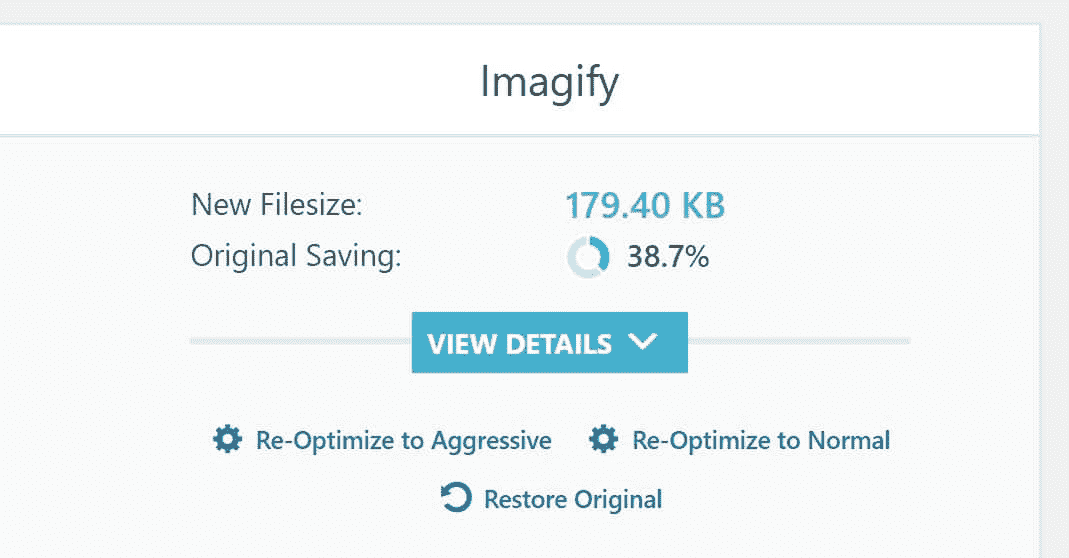 Imagify
New Filesize: 179.40 KB
Original Saving: 38.7%
VIEW DETAILS
Re-Optimize to Aggressive Re-Optimize to Normal
Restore Original